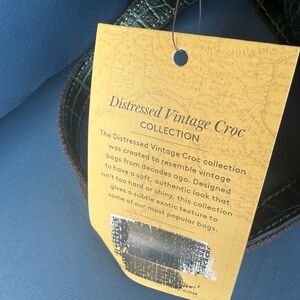 Distressed Vintage Croc
COLLECTION
The Distressed Vintage Croc collection
was created to resemble vintage
bags from decades ago. Designed
to have a soft, authentic look that
isn't too hard or shiny, this collection
gives a subtle exotic texture to
some of our most popular bags.